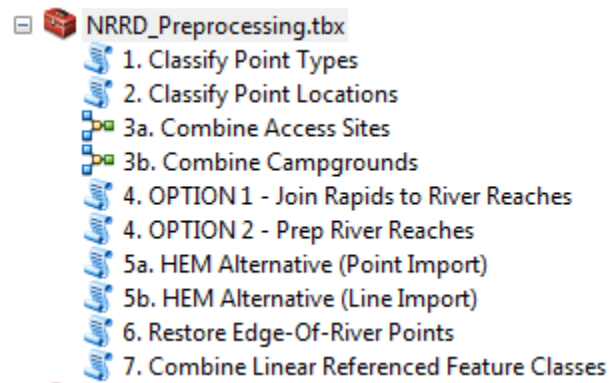 NRRD_Preprocessing.tbx
1. Classify Point Types
2. Classify Point Locations
3a. Combine Access Sites
3b. Combine Campgrounds
4. OPTION 1 - Join Rapids to River Reaches
4. OPTION 2 - Prep River Reaches
5a. HEM Alternative (Point Import)
5b. HEM Alternative (Line Import)
6. Restore Edge-Of-River Points
7. Combine Linear Referenced Feature Classes